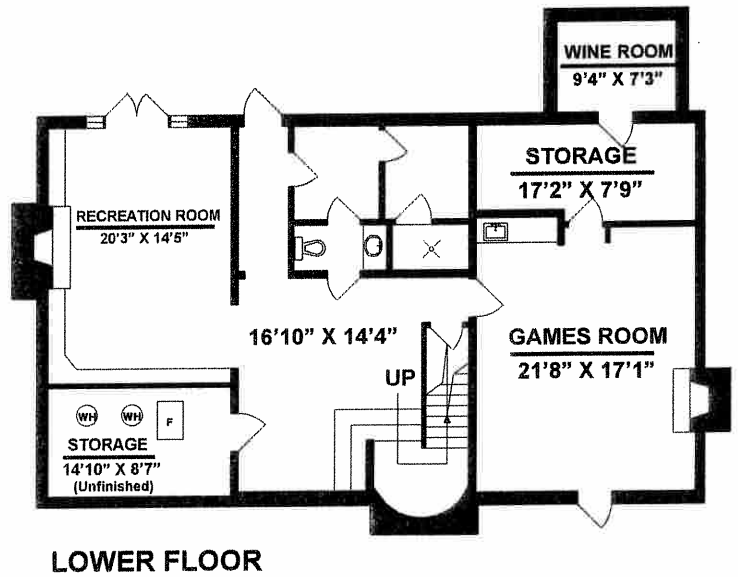 WINE ROOM
9'4" X 7'3"
STORAGE
17'2" X 7'9"
RECREATION ROOM
20'3" X 14'5"
16'10" X 14'4"
GAMES ROOM
21'8" X 17'1"
UP
WH WH F
STORAGE
14'10" X 8'7"
(Unfinished)
LOWER FLOOR